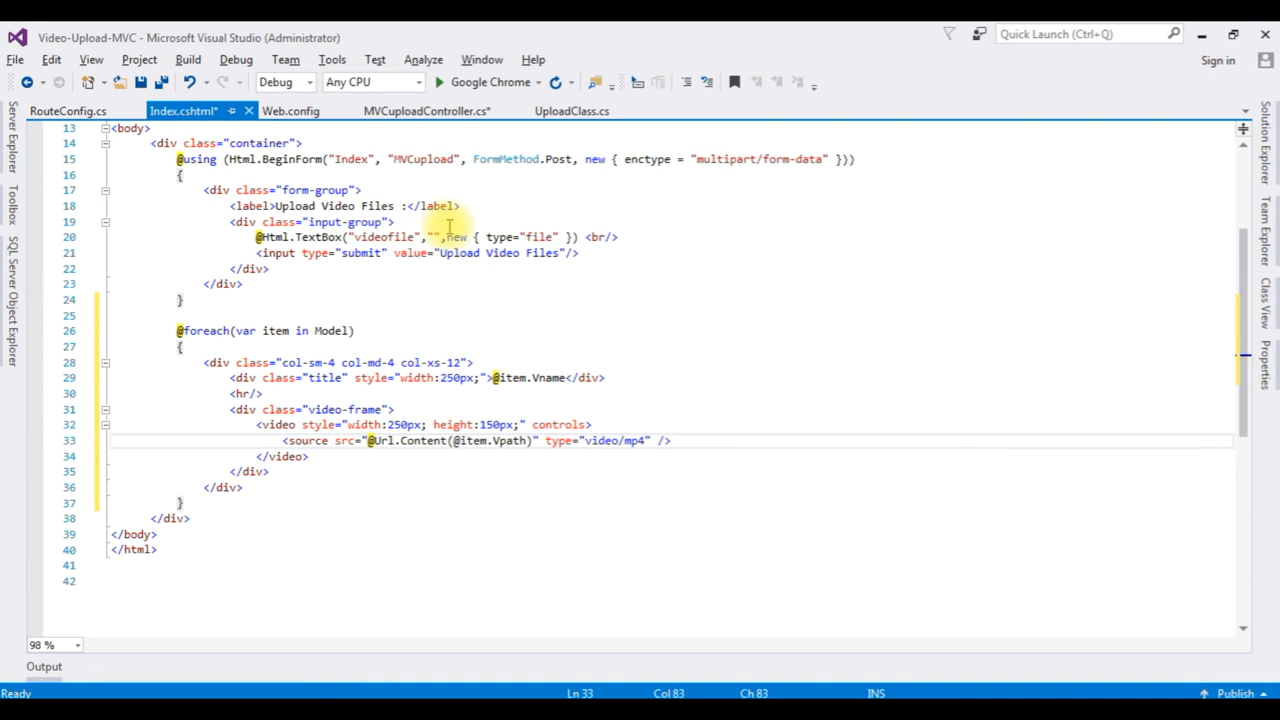 Video-Upload-MVC - Microsoft Visual Studio (Administrator)
Quick Launch (Ctrl+Q)
File Edit View Project Build Debug Team Tools Test Analyze Window Help
Sign in
Debug Any CPU Google Chrome
RouteConfig.cs Index.cshtml* Web.config MVCuploadController.cs* UploadClass.cs
Server Explorer
Toolbox
SQL Server Object Explorer
13 <body>
14 <div class="container">
15 @using (Html.BeginForm("Index", "MVCupload", FormMethod.Post, new { enctype = "multipart/form-data" }))
16 {
17 <div class="form-group">
18 <label>Upload Video Files :</label>
19 <div class="input-group">
20 @Html.TextBox("videofile","",new { type="file" }) <br/>
21 <input type="submit" value="Upload Video Files"/>
22 </div>
23 </div>
24 }
25
26 @foreach(var item in Model)
27 {
28 <div class="col-sm-4 col-md-4 col-xs-12">
29 <div class="title" style="width:250px;">@item.Vname</div>
30 <hr/>
31 <div class="video-frame">
32 <video style="width:250px; height:150px;" controls>
33 <source src="@Url.Content(@item.Vpath)" type="video/mp4" />
34 </video>
35 </div>
36 </div>
37 }
38 </div>
39 </body>
40 </html>
41
42
Solution Explorer
Team Explorer
Class View
Properties
98 %
Output
Ready Ln 33 Col 83 Ch 83 INS Publish